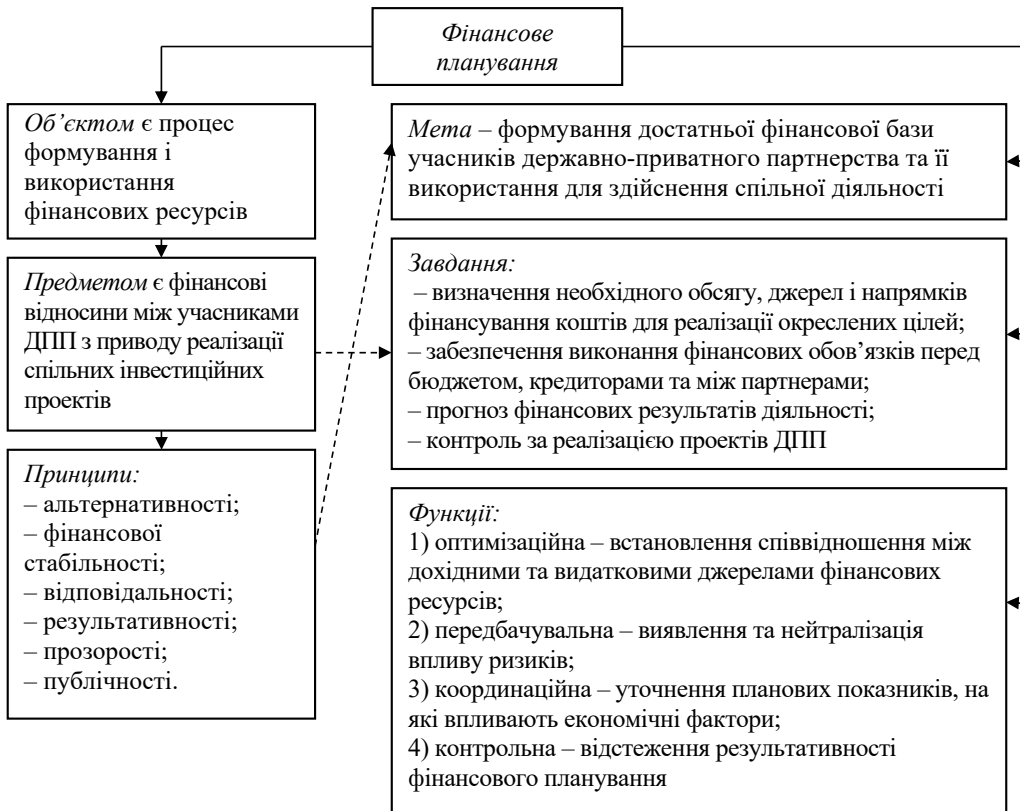 Фінансове
планування
Об’єктом є процес
формування і
використання
фінансових ресурсів
Предметом є фінансові
відносини між учасниками
ДПП з приводу реалізації
спільних інвестиційних
проектів
Принципи:
– альтернативності;
– фінансової
стабільності;
– відповідальності;
– результативності;
– прозорості;
– публічності.
Мета – формування достатньої фінансової бази
учасників державно-приватного партнерства та її
використання для здійснення спільної діяльності
Завдання:
– визначення необхідного обсягу, джерел і напрямків
фінансування коштів для реалізації окреслених цілей;
– забезпечення виконання фінансових обов’язків перед
бюджетом, кредиторами та між партнерами;
– прогноз фінансових результатів діяльності;
– контроль за реалізацією проектів ДПП
Функції:
1) оптимізаційна – встановлення співвідношення між
дохідними та видатковими джерелами фінансових
ресурсів;
2) передбачувальна – виявлення та нейтралізація
впливу ризиків;
3) координаційна – уточнення планових показників, на
які впливають економічні фактори;
4) контрольна – відстеження результативності
фінансового планування